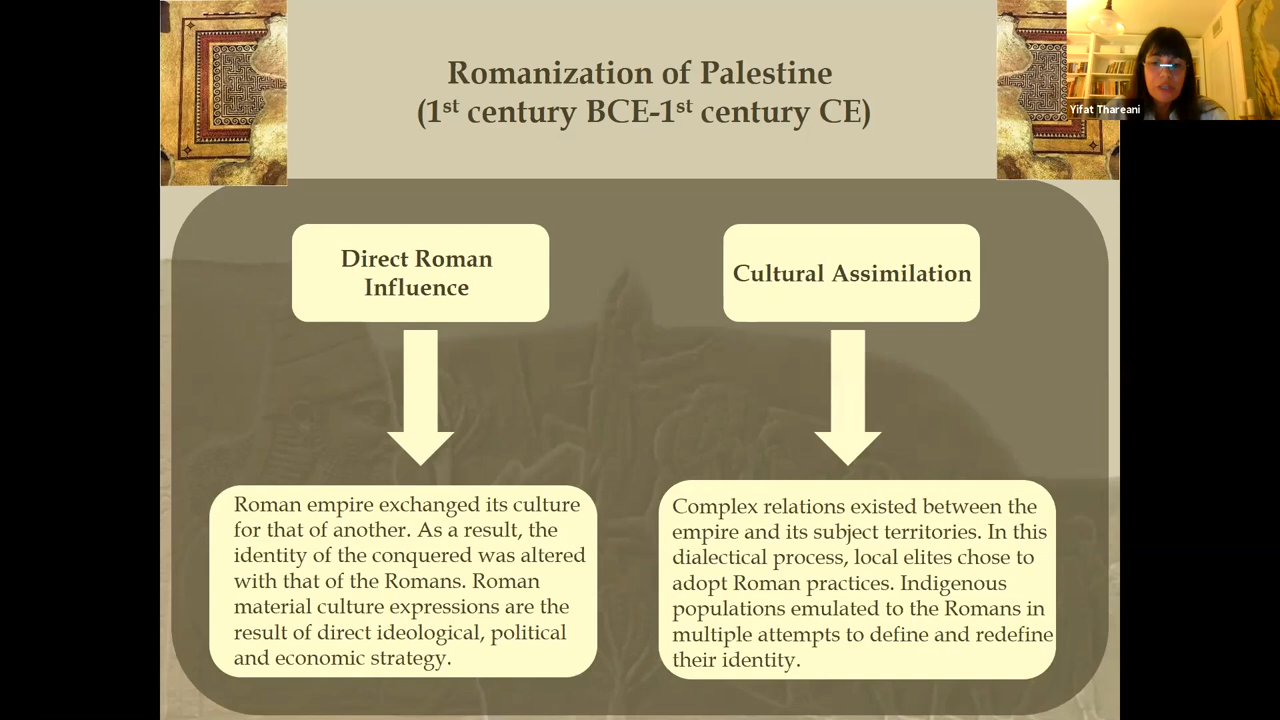 Romanization of Palestine
(1st century BCE-1st century CE)
Yifat Thareani
Direct Roman
Influence
Cultural Assimilation
Roman empire exchanged its culture
for that of another. As a result, the
identity of the conquered was altered
with that of the Romans. Roman
material culture expressions are the
result of direct ideological, political
and economic strategy.
Complex relations existed between the
empire and its subject territories. In this
dialectical process, local elites chose to
adopt Roman practices. Indigenous
populations emulated to the Romans in
multiple attempts to define and redefine
their identity.